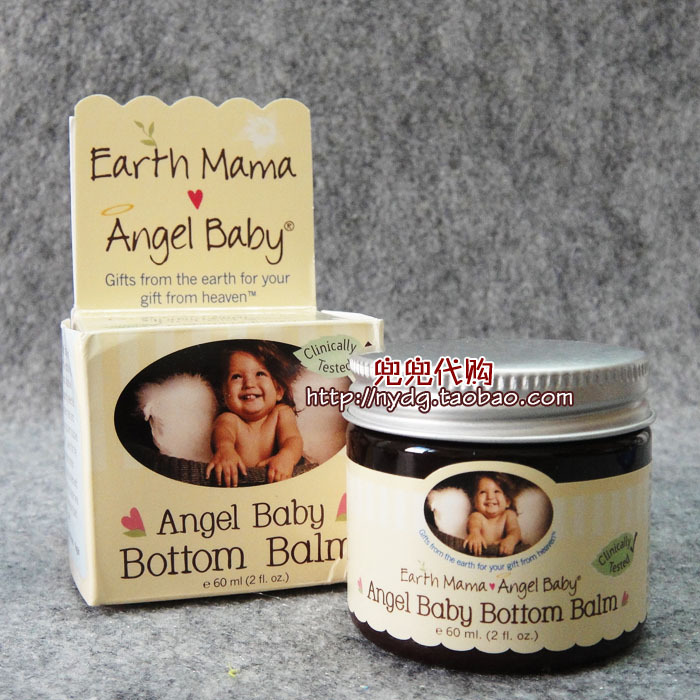 Earth Mama
Angel Baby®
Gifts from the earth for your
gift from heaven™
Clinically
Tested
Angel Baby
Bottom Balm
e 60 ml (2 fl. oz.)
兜兜代购
http://nydg.taobao.com
Gifts from the earth for your gift from heaven™
Clinically
Tested
Earth Mama Angel Baby®
Angel Baby Bottom Balm
e 60 ml. (2 fl. oz.)